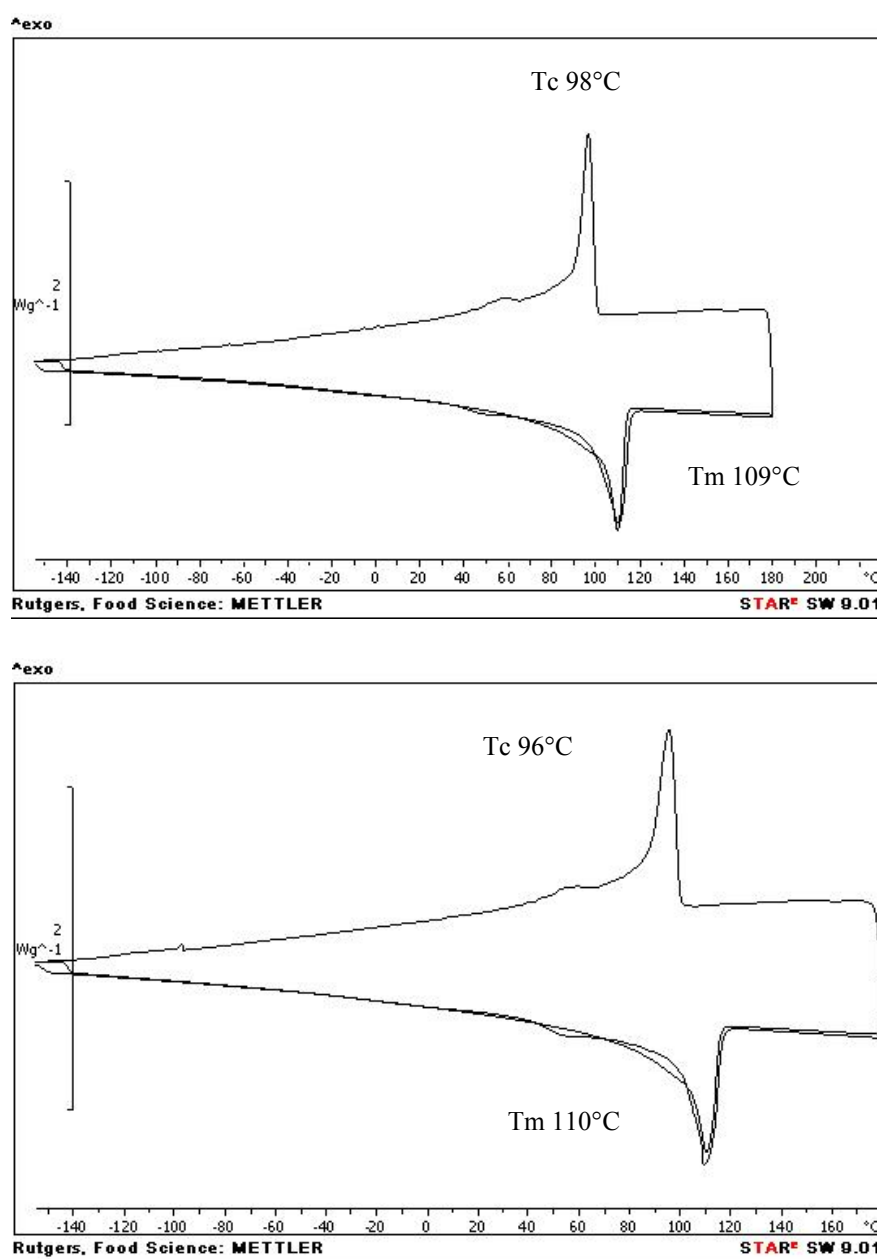 ^exo
Tc 98°C
2
Wg^-1
Tm 109°C
-140 -120 -100 -80 -60 -40 -20 0 20 40 60 80 100 120 140 160 180 200 °C
Rutgers, Food Science: METTLER STARᴱ SW 9.01
^exo
Tc 96°C
2
Wg^-1
Tm 110°C
-140 -120 -100 -80 -60 -40 -20 0 20 40 60 80 100 120 140 160 °C
Rutgers, Food Science: METTLER STARᴱ SW 9.01